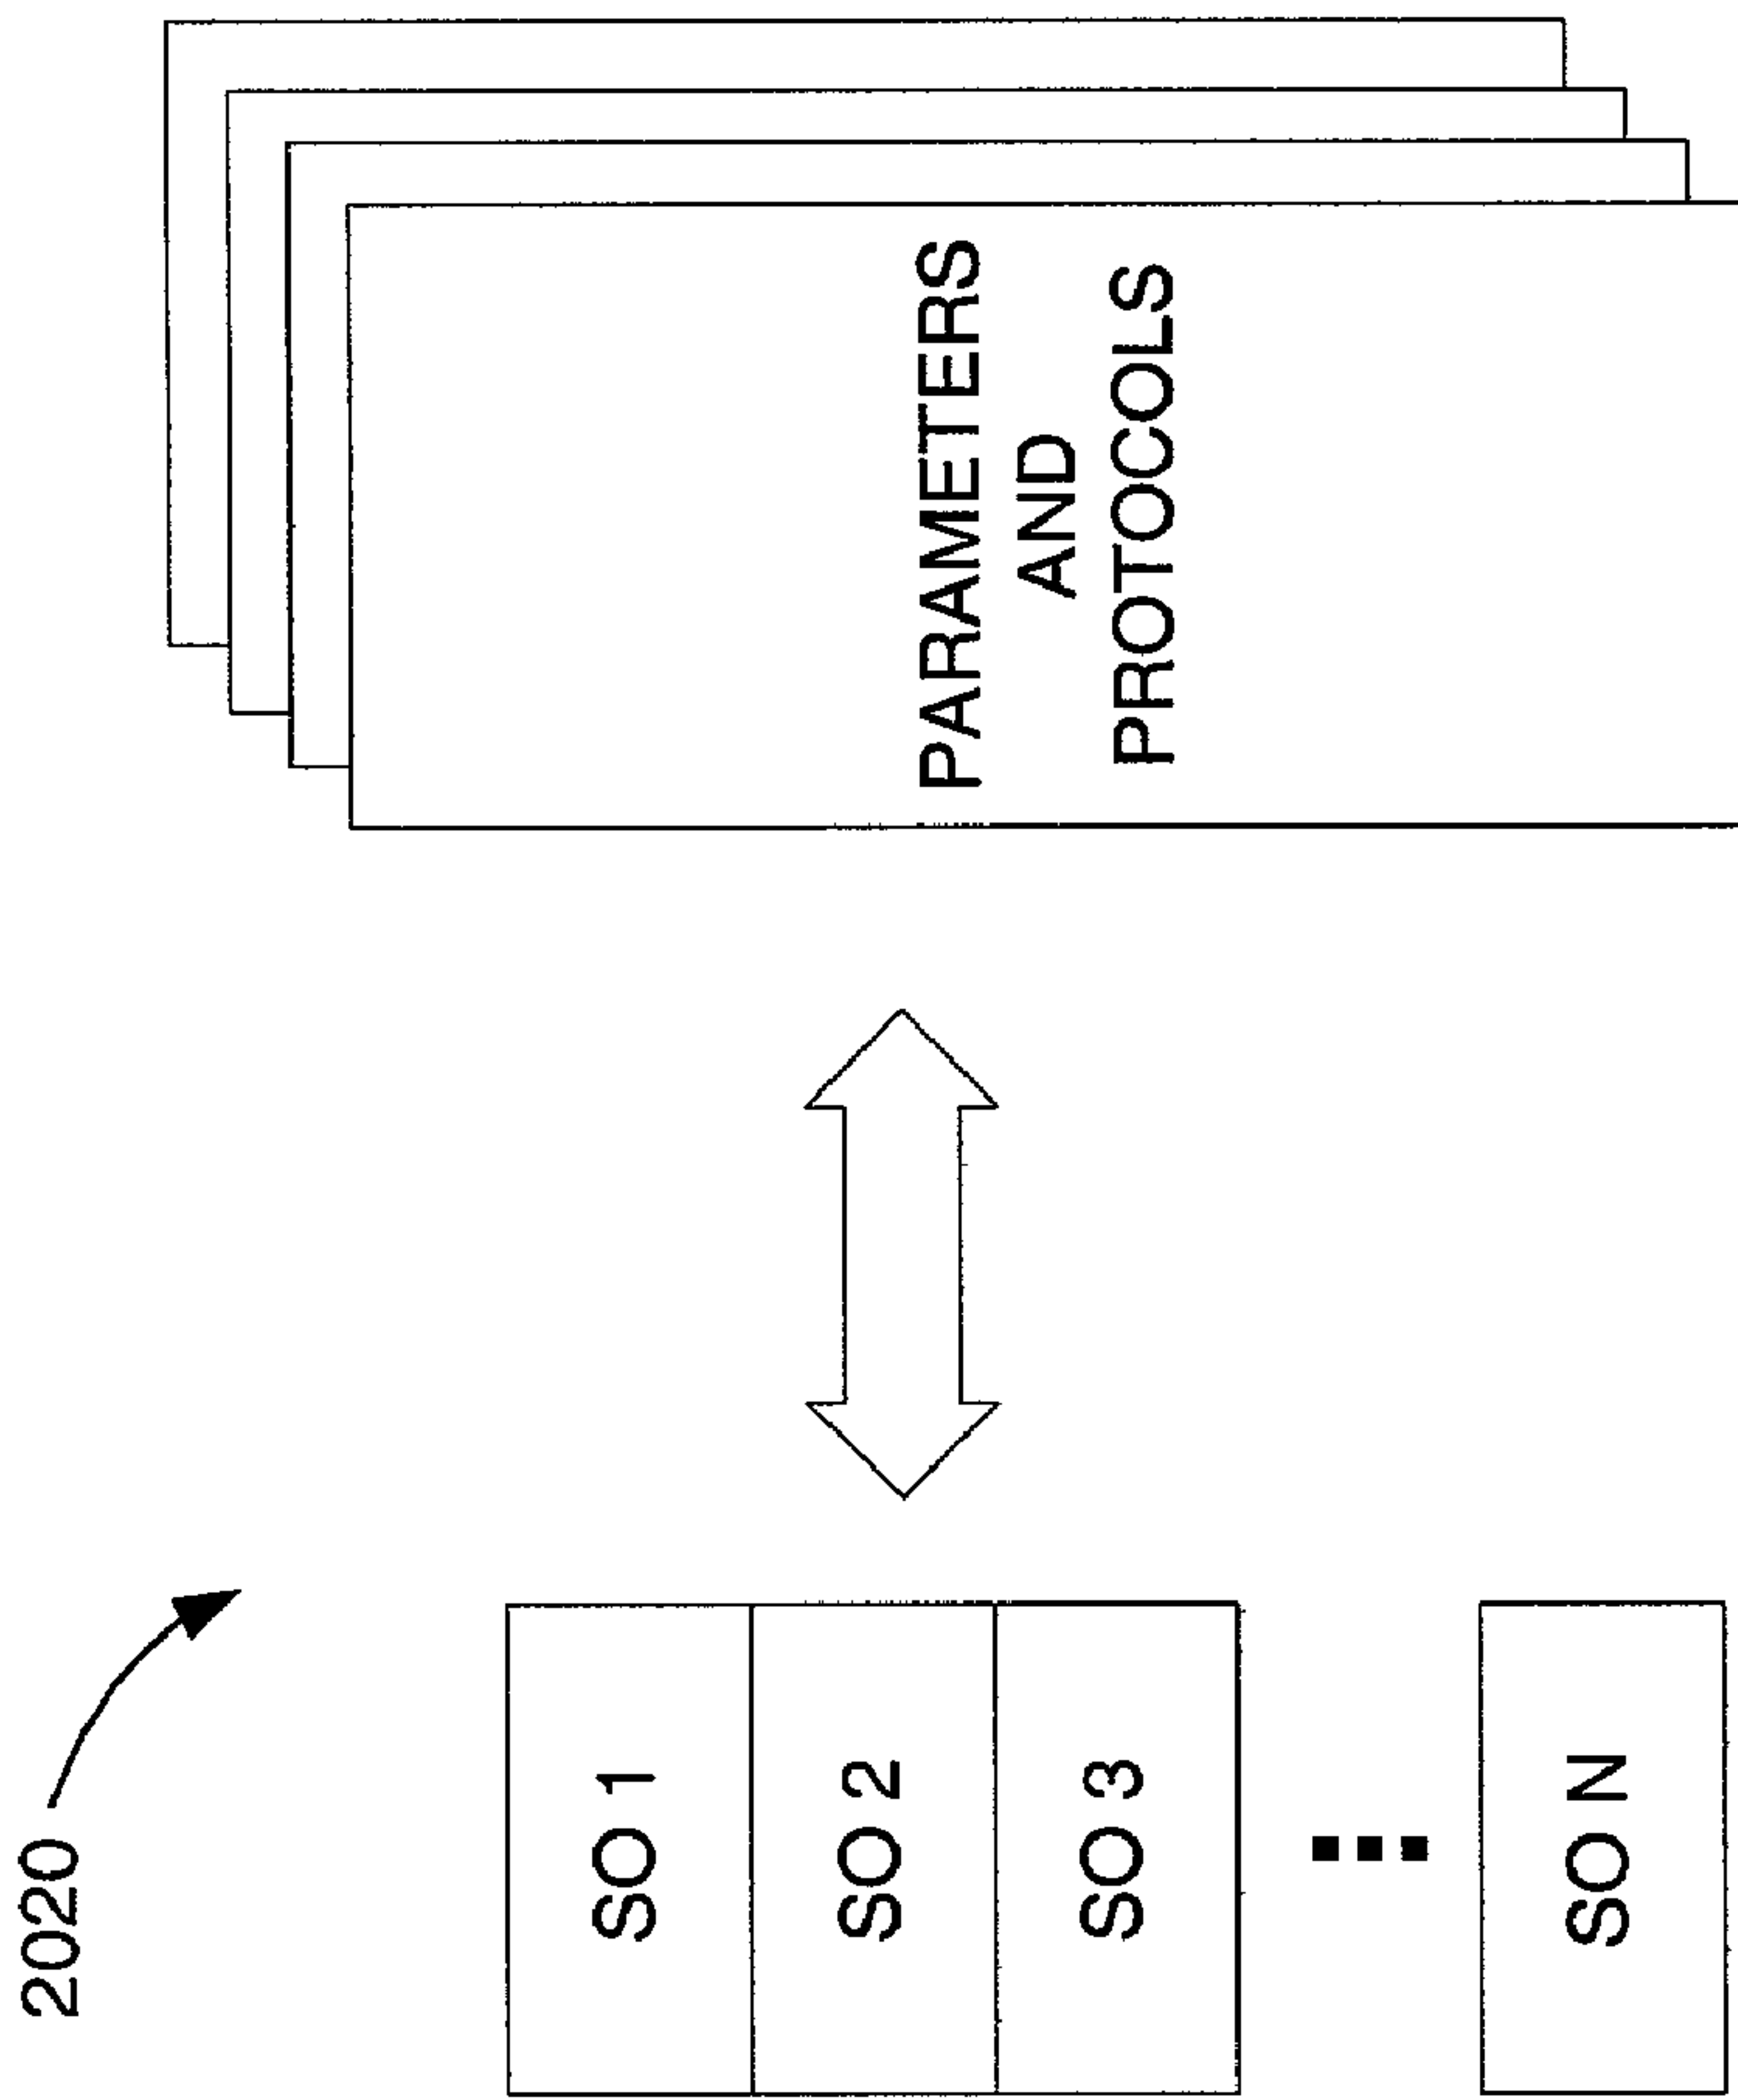 2020
SO 1
SO 2
SO 3
SO N
PARAMETERS
AND
PROTOCOLS